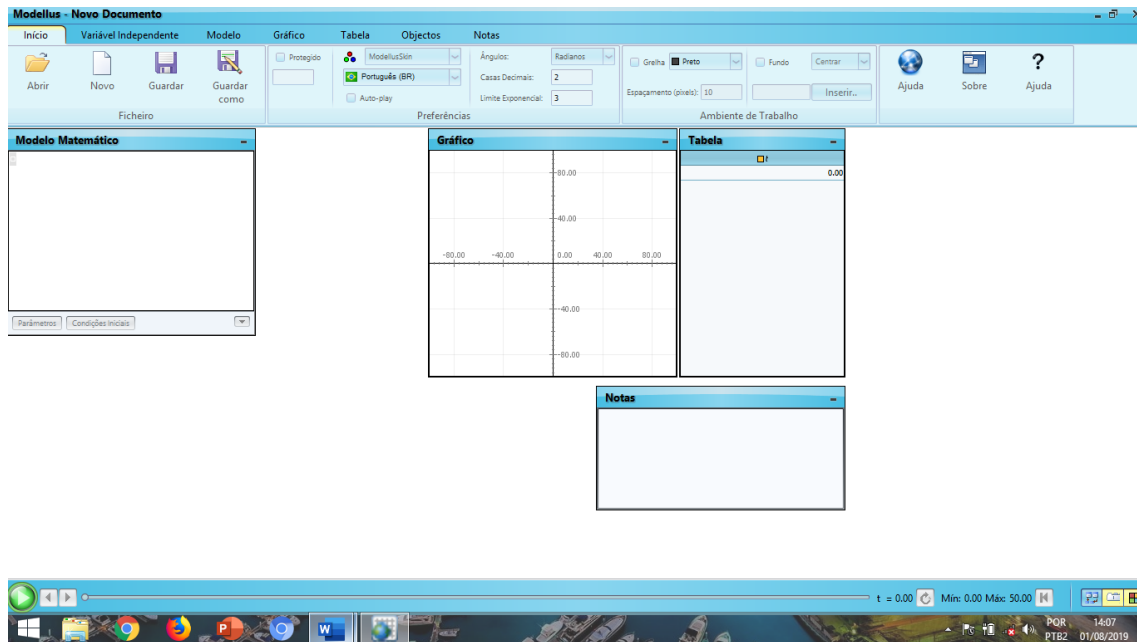 Modellus - Novo Documento
Início Variável Independente Modelo Gráfico Tabela Objectos Notas
Abrir Novo Guardar Guardar como
Ficheiro
Protegido ModellusSkin Ângulos: Radianos
Português (BR) Casas Decimais: 2
Auto-play Limite Exponencial: 3
Preferências
Grelha Preto Fundo Centrar
Espaçamento (pixels): 10 Inserir..
Ambiente de Trabalho
Ajuda Sobre ? Ajuda
Modelo Matemático
Parâmetros Condições Iniciais
Gráfico
80.00
40.00
-80.00 -40.00 0.00 40.00 80.00
-40.00
-80.00
Tabela
t
0.00
Notas
t = 0.00 Mín: 0.00 Máx: 50.00
POR 14:07
PTB2 01/08/2019